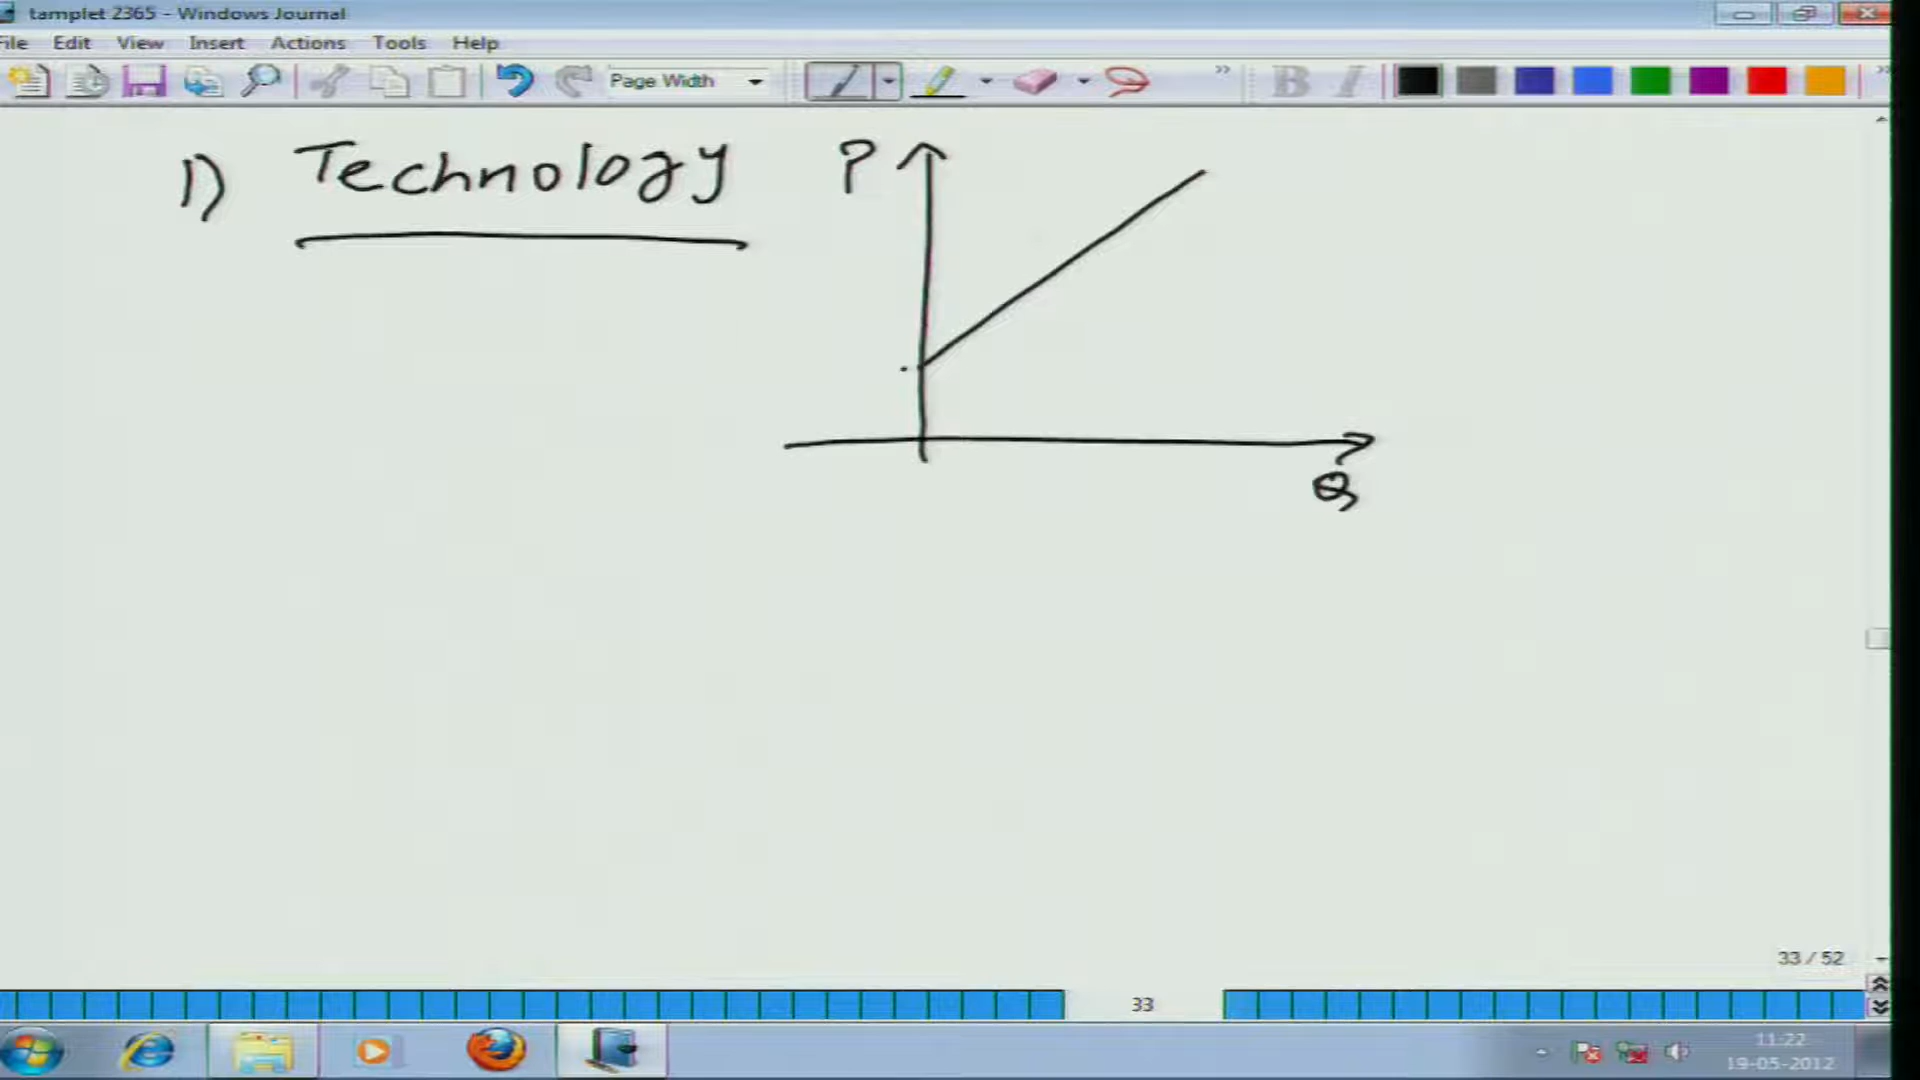 tamplet 2365 - Windows Journal
File Edit View Insert Actions Tools Help
Page Width
B I
1) Technology
P
Q
33 / 52
33
11:22
19-05-2012